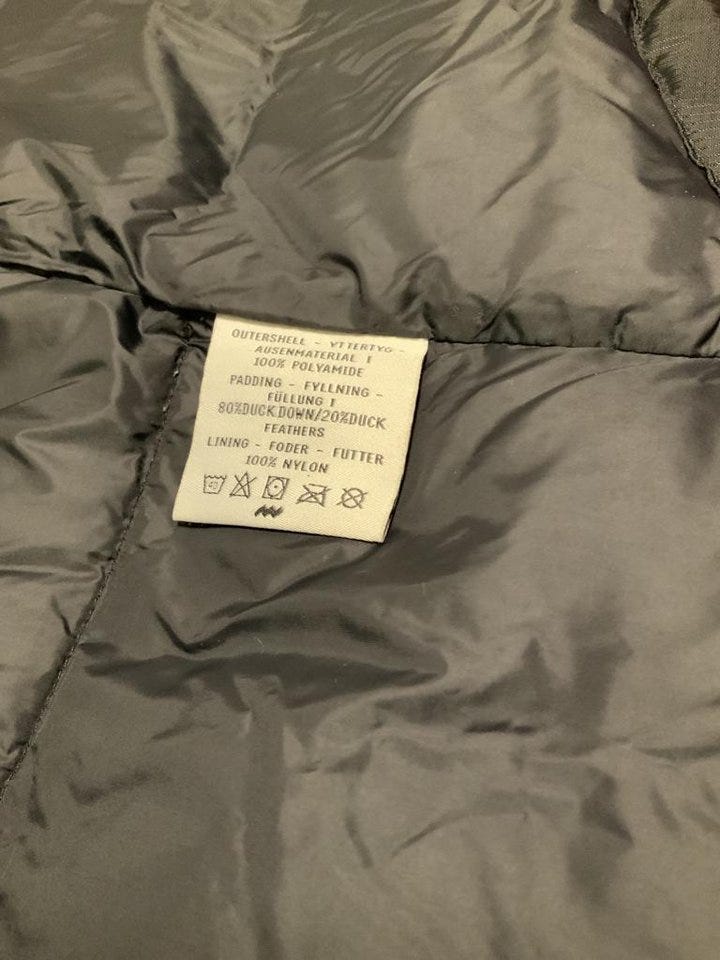 OUTERSHELL - YTTERTYG -
AUSENMATERIAL I
100% POLYAMIDE
PADDING - FYLLNING -
FÜLLUNG I
80%DUCK DOWN/20%DUCK
FEATHERS
LINING - FODER - FUTTER
100% NYLON